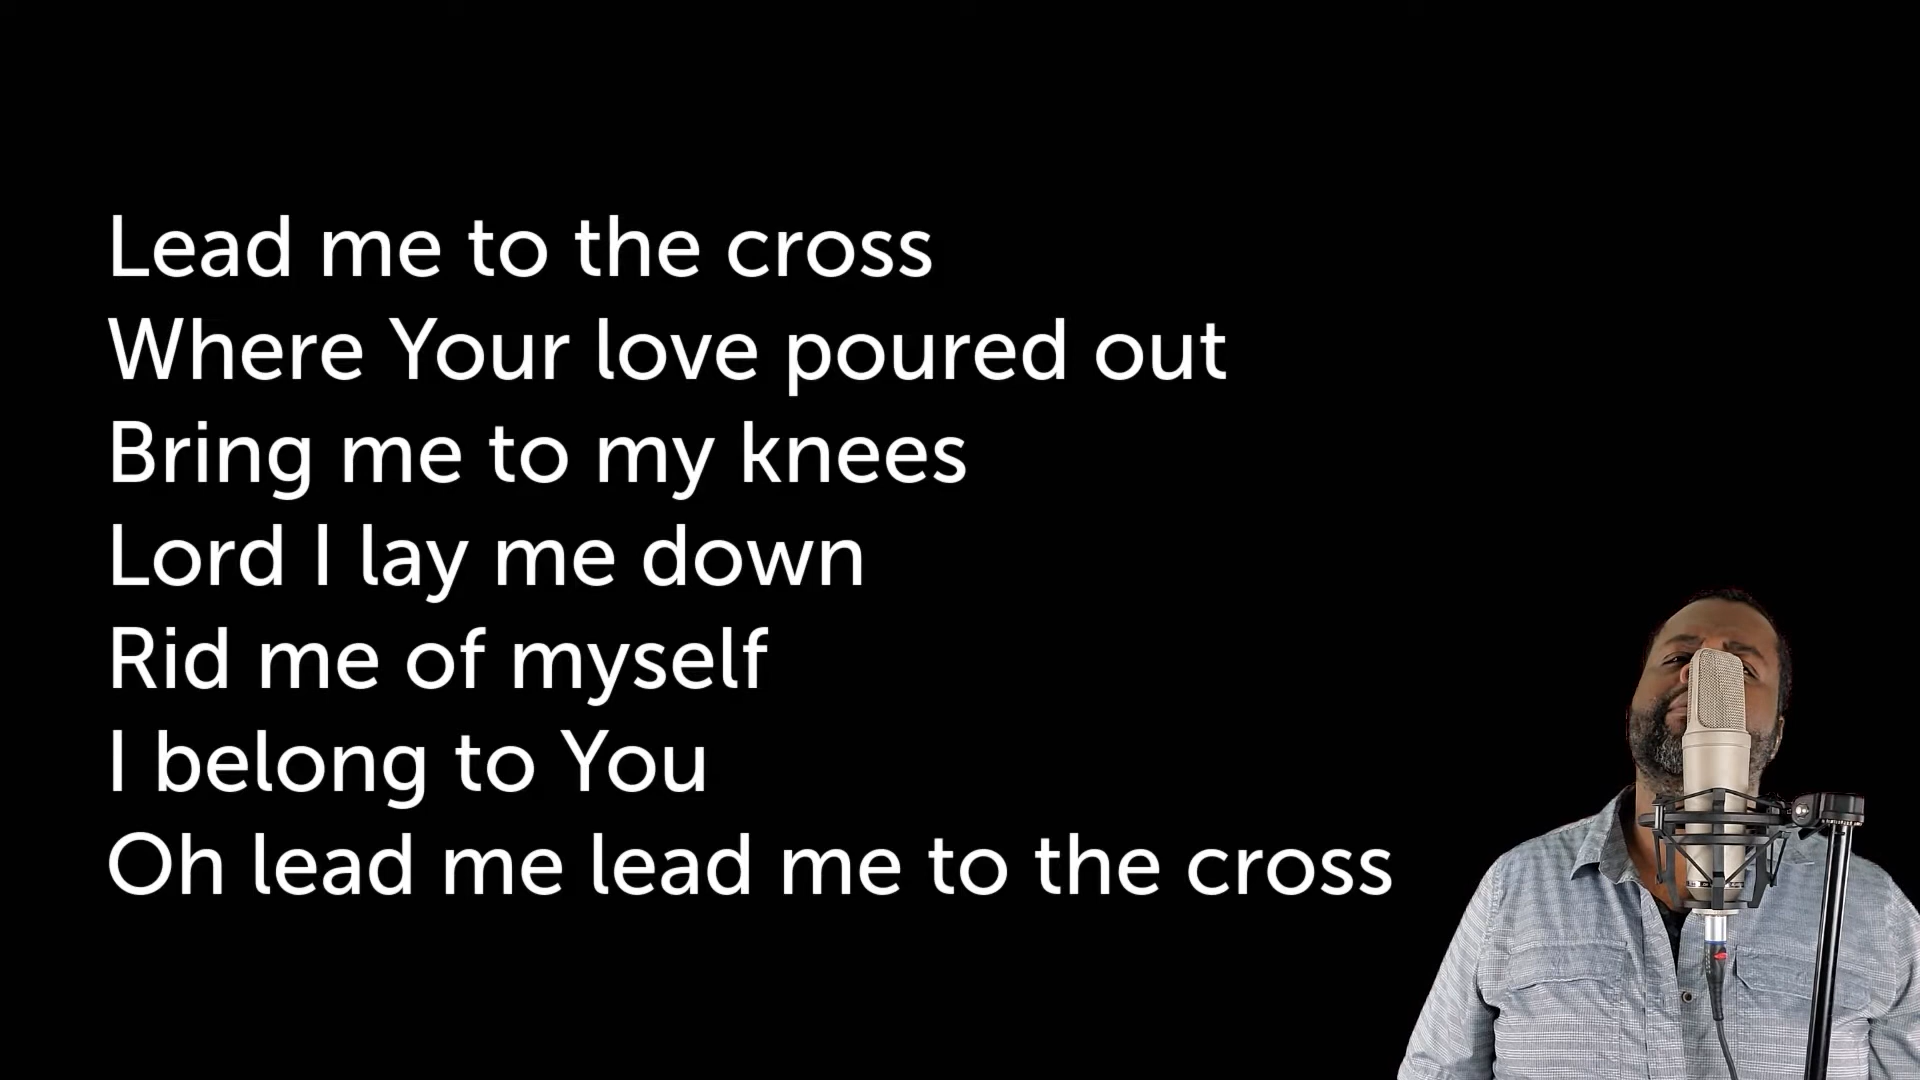 Lead me to the cross
Where Your love poured out
Bring me to my knees
Lord I lay me down
Rid me of myself
I belong to You
Oh lead me lead me to the cross